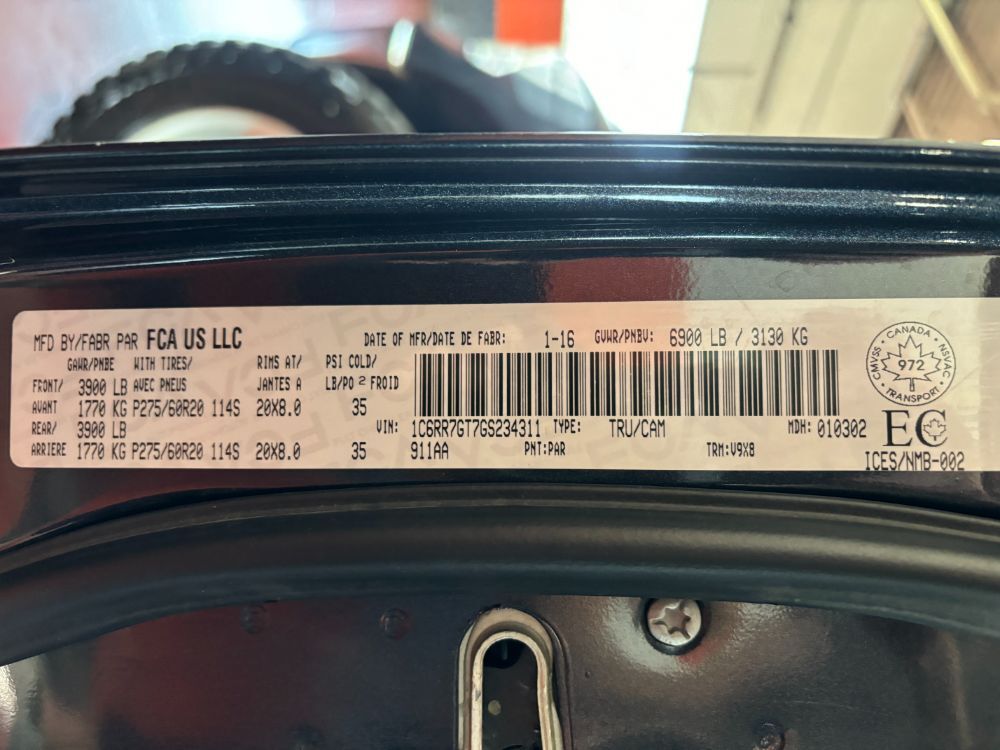 MFD BY/FABR PAR FCA US LLC DATE OF MFR/DATE DE FABR: 1-16 GVWR/PNBV: 6900 LB / 3130 KG
GAWR/PNBE WITH TIRES/ RIMS AT/ PSI COLD/
FRONT/ 3900 LB AVEC PNEUS JANTES A LB/PO 2 FROID
AVANT 1770 KG P275/60R20 114S 20X8.0 35
REAR/ 3900 LB VIN: 1C6RR7GT7GS234311 TYPE: TRU/CAM MDH: 010302
ARRIERE 1770 KG P275/60R20 114S 20X8.0 35 911AA PNT:PAR TRM:V9X8
CANADA
CMVSS 972 NSVAC
TRANSPORT
EC
ICES/NMB-002